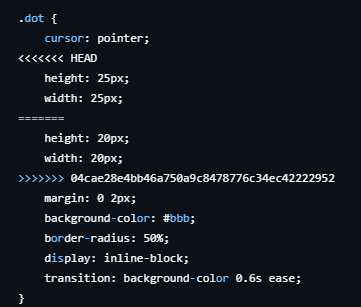 .dot {
    cursor: pointer;
<<<<<<< HEAD
    height: 25px;
    width: 25px;
=======
    height: 20px;
    width: 20px;
>>>>>>> 04cae28e4bb46a750a9c8478776c34ec42222952
    margin: 0 2px;
    background-color: #bbb;
    border-radius: 50%;
    display: inline-block;
    transition: background-color 0.6s ease;
}